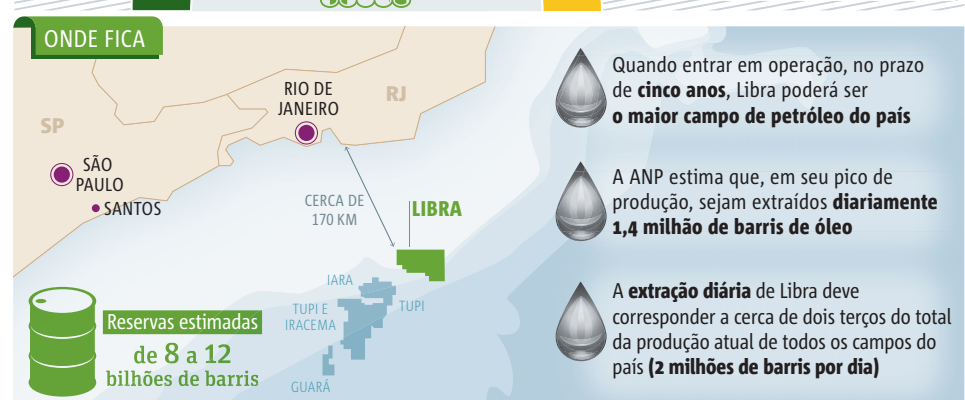 ONDE FICA
RIO DE
JANEIRO
RJ
SP
SÃO
PAULO
SANTOS
CERCA DE
170 KM
LIBRA
IARA
TUPI E
IRACEMA
TUPI
GUARÁ
Reservas estimadas
de 8 a 12
bilhões de barris
Quando entrar em operação, no prazo
de cinco anos, Libra poderá ser
o maior campo de petróleo do país
A ANP estima que, em seu pico de
produção, sejam extraídos diariamente
1,4 milhão de barris de óleo
A extração diária de Libra deve
corresponder a cerca de dois terços do total
da produção atual de todos os campos do
país (2 milhões de barris por dia)